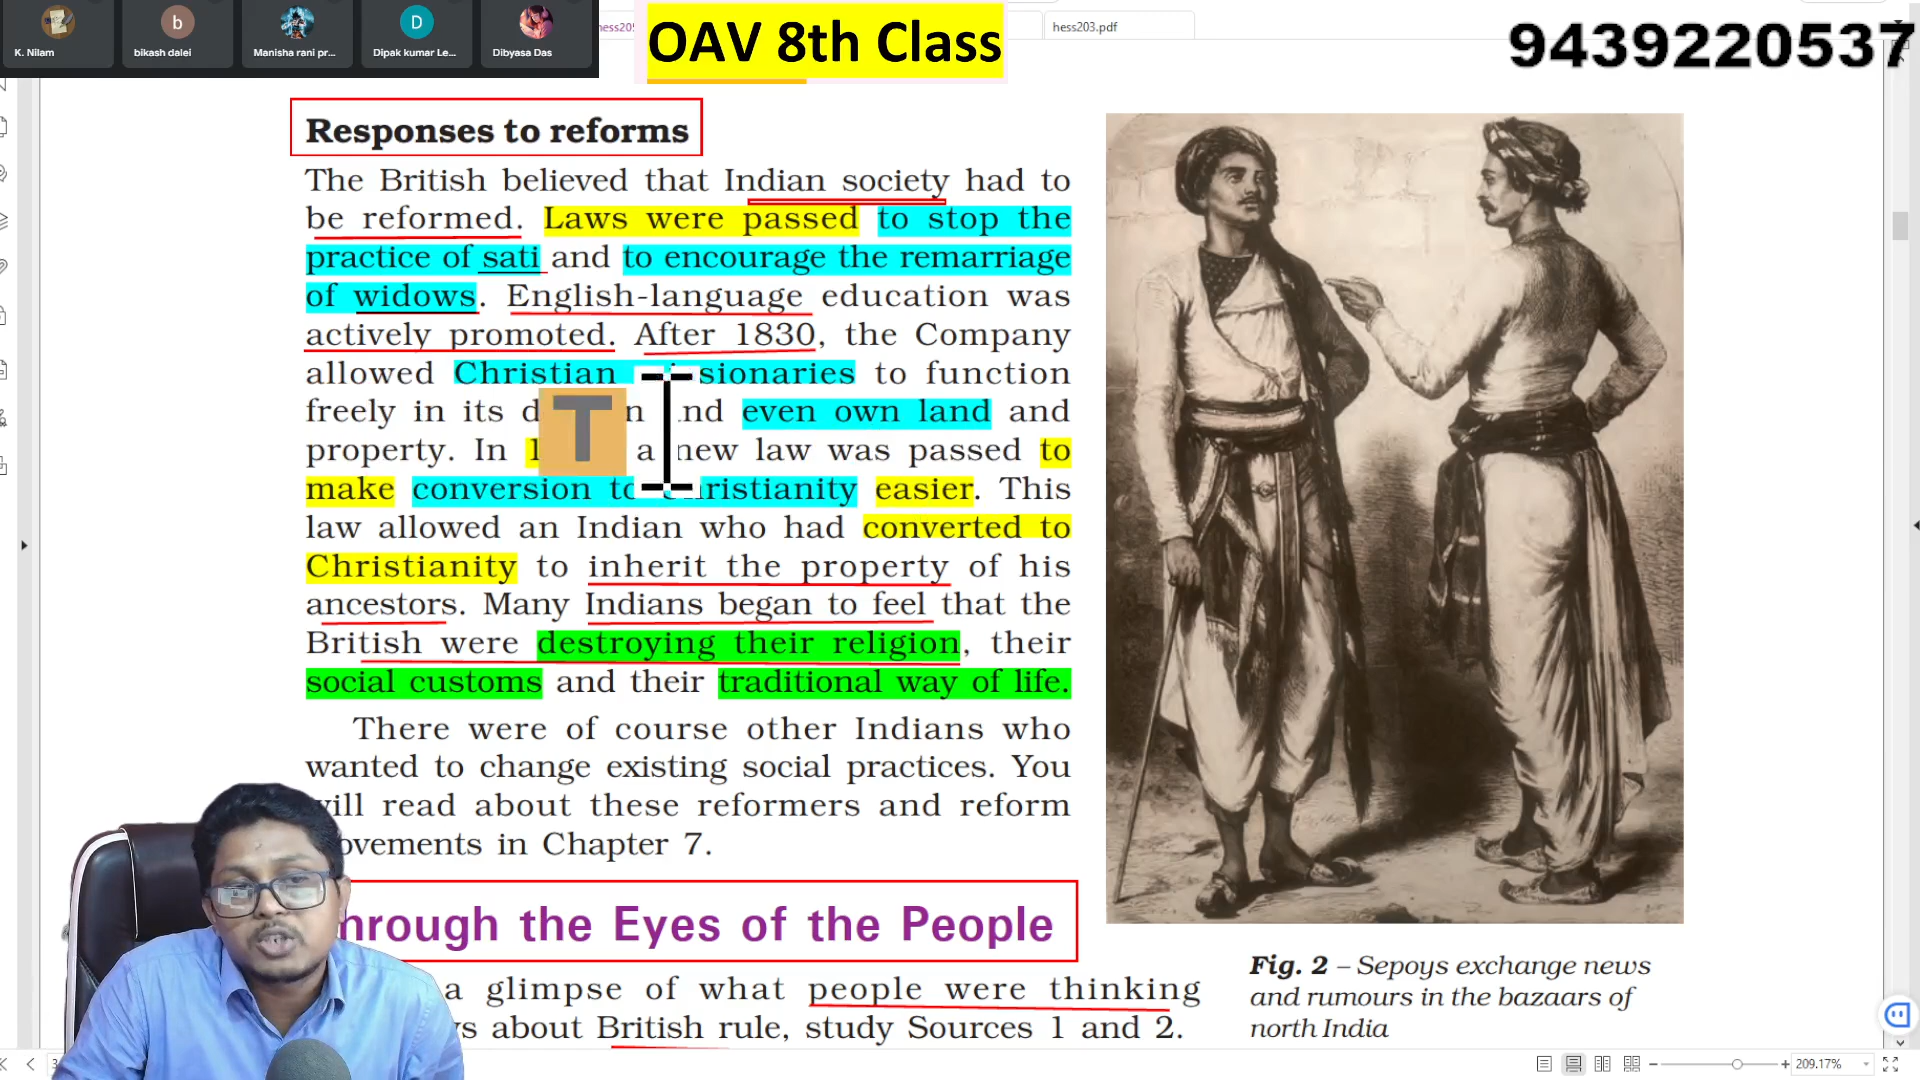 K. Nilam
bikash dalei
Manisha rani pr...
Dipak kumar Le...
Dibyasa Das
OAV 8th Class
hess203.pdf
9439220537
Responses to reforms
The British believed that Indian society had to
be reformed. Laws were passed to stop the
practice of sati and to encourage the remarriage
of widows. English-language education was
actively promoted. After 1830, the Company
allowed Christian to function
freely in its even own land and
property. In a new law was passed to
make conversion easier. This
law allowed an Indian who had converted to
Christianity to inherit the property of his
ancestors. Many Indians began to feel that the
British were destroying their religion, their
social customs and their traditional way of life.
There were of course other Indians who
wanted to change existing social practices. You
will read about these reformers and reform
movements in Chapter 7.
hrough the Eyes of the People
a glimpse of what people were thinking
about British rule, study Sources 1 and 2.
Fig. 2 – Sepoys exchange news
and rumours in the bazaars of
north India
T
209.17%